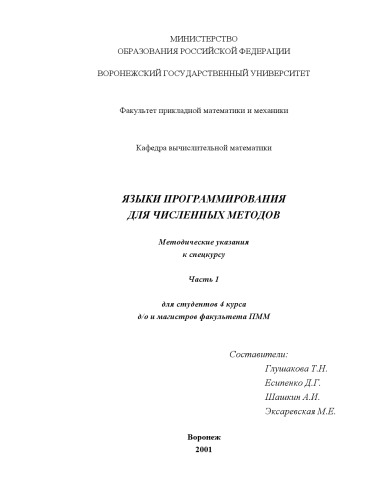 МИНИСТЕРСТВО
ОБРАЗОВАНИЯ РОССИЙСКОЙ ФЕДЕРАЦИИ
ВОРОНЕЖСКИЙ ГОСУДАРСТВЕННЫЙ УНИВЕРСИТЕТ
Факультет прикладной математики и механики
Кафедра вычислительной математики
ЯЗЫКИ ПРОГРАММИРОВАНИЯ
ДЛЯ ЧИСЛЕННЫХ МЕТОДОВ
Методические указания
к спецкурсу
Часть 1
для студентов 4 курса
д/о и магистров факультета ПММ
Составители:
Глушакова Т.Н.
Есипенко Д.Г.
Шашкин А.И.
Эксаревская М.Е.
Воронеж
2001